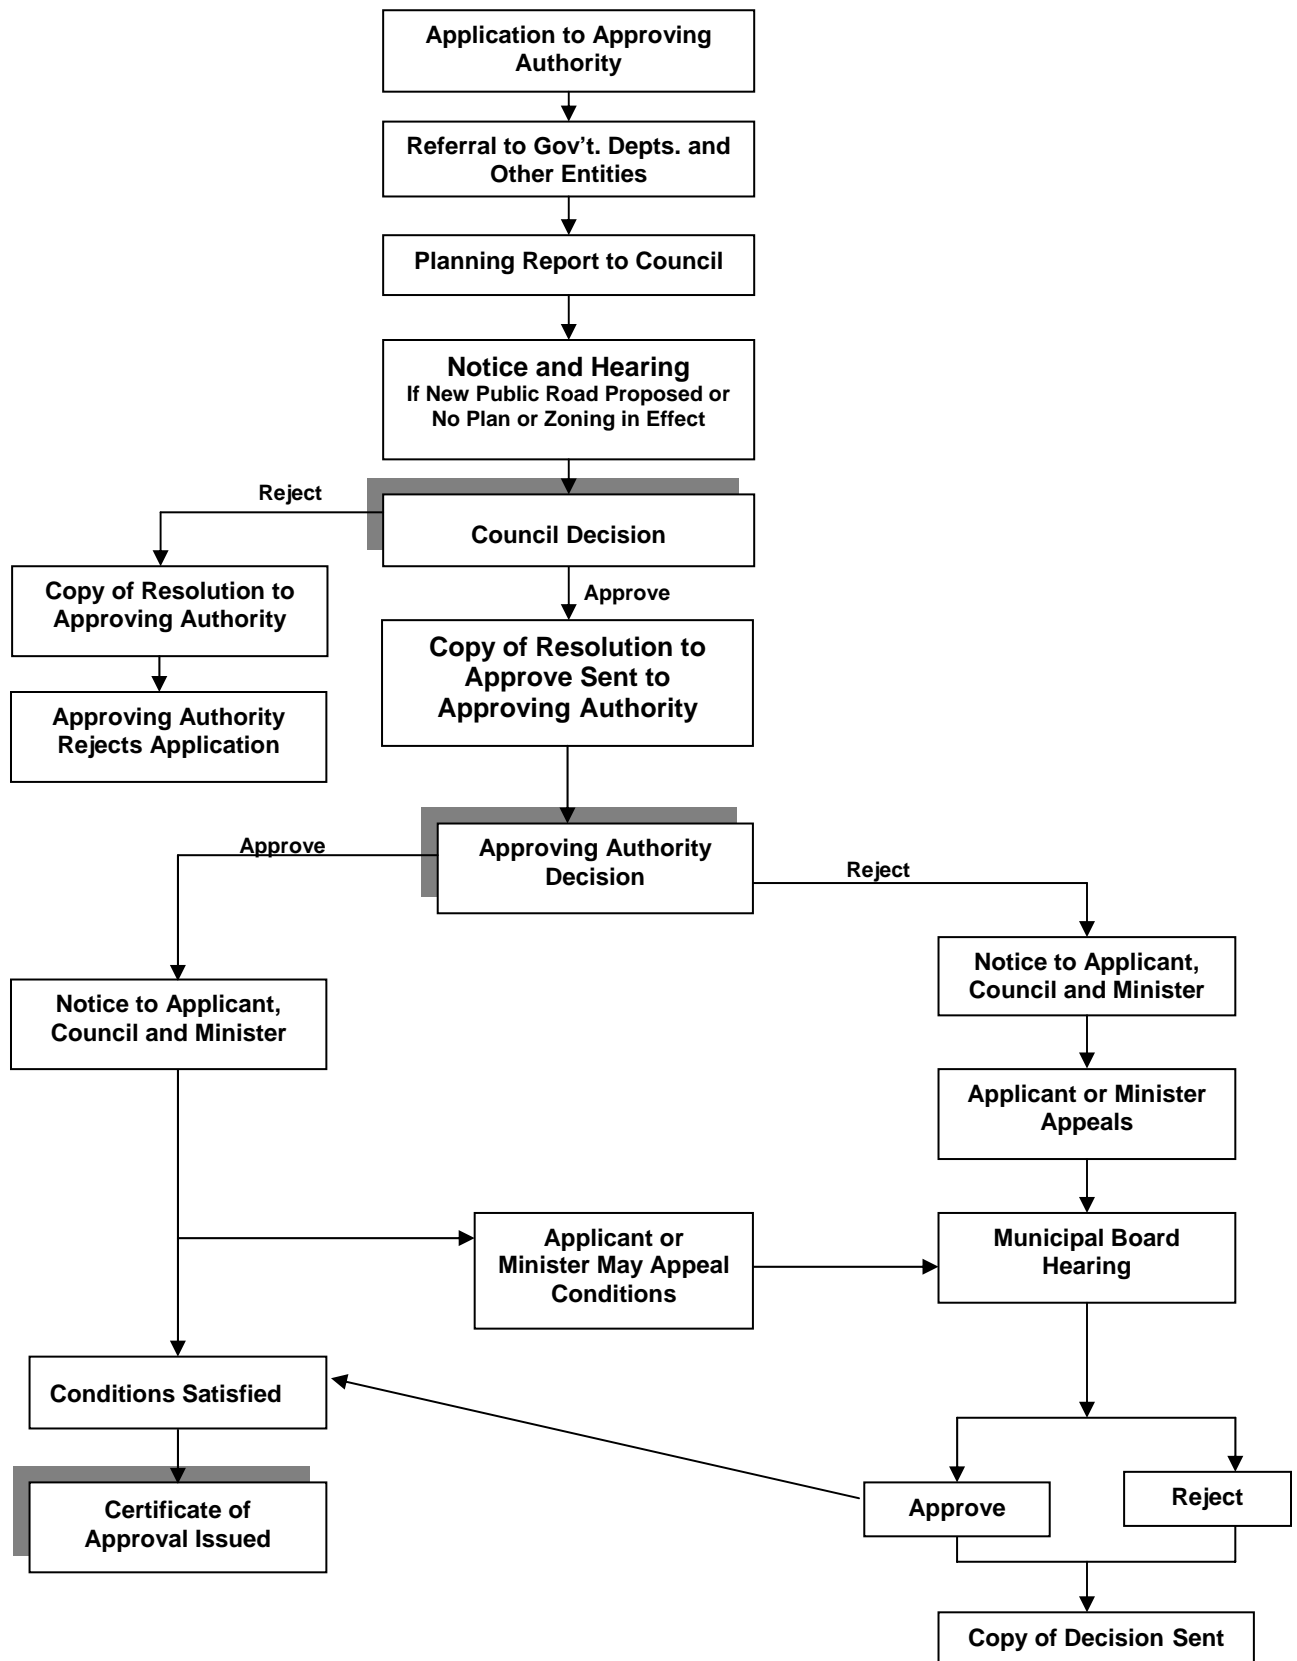 Application to Approving
Authority
Referral to Gov't. Depts. and
Other Entities
Planning Report to Council
Notice and Hearing
If New Public Road Proposed or
No Plan or Zoning in Effect
Reject
Council Decision
Copy of Resolution to
Approving Authority
Approve
Copy of Resolution to
Approve Sent to
Approving Authority
Approving Authority
Rejects Application
Approve
Approving Authority
Decision
Reject
Notice to Applicant,
Council and Minister
Notice to Applicant,
Council and Minister
Applicant or Minister
Appeals
Applicant or
Minister May Appeal
Conditions
Municipal Board
Hearing
Conditions Satisfied
Certificate of
Approval Issued
Approve
Reject
Copy of Decision Sent